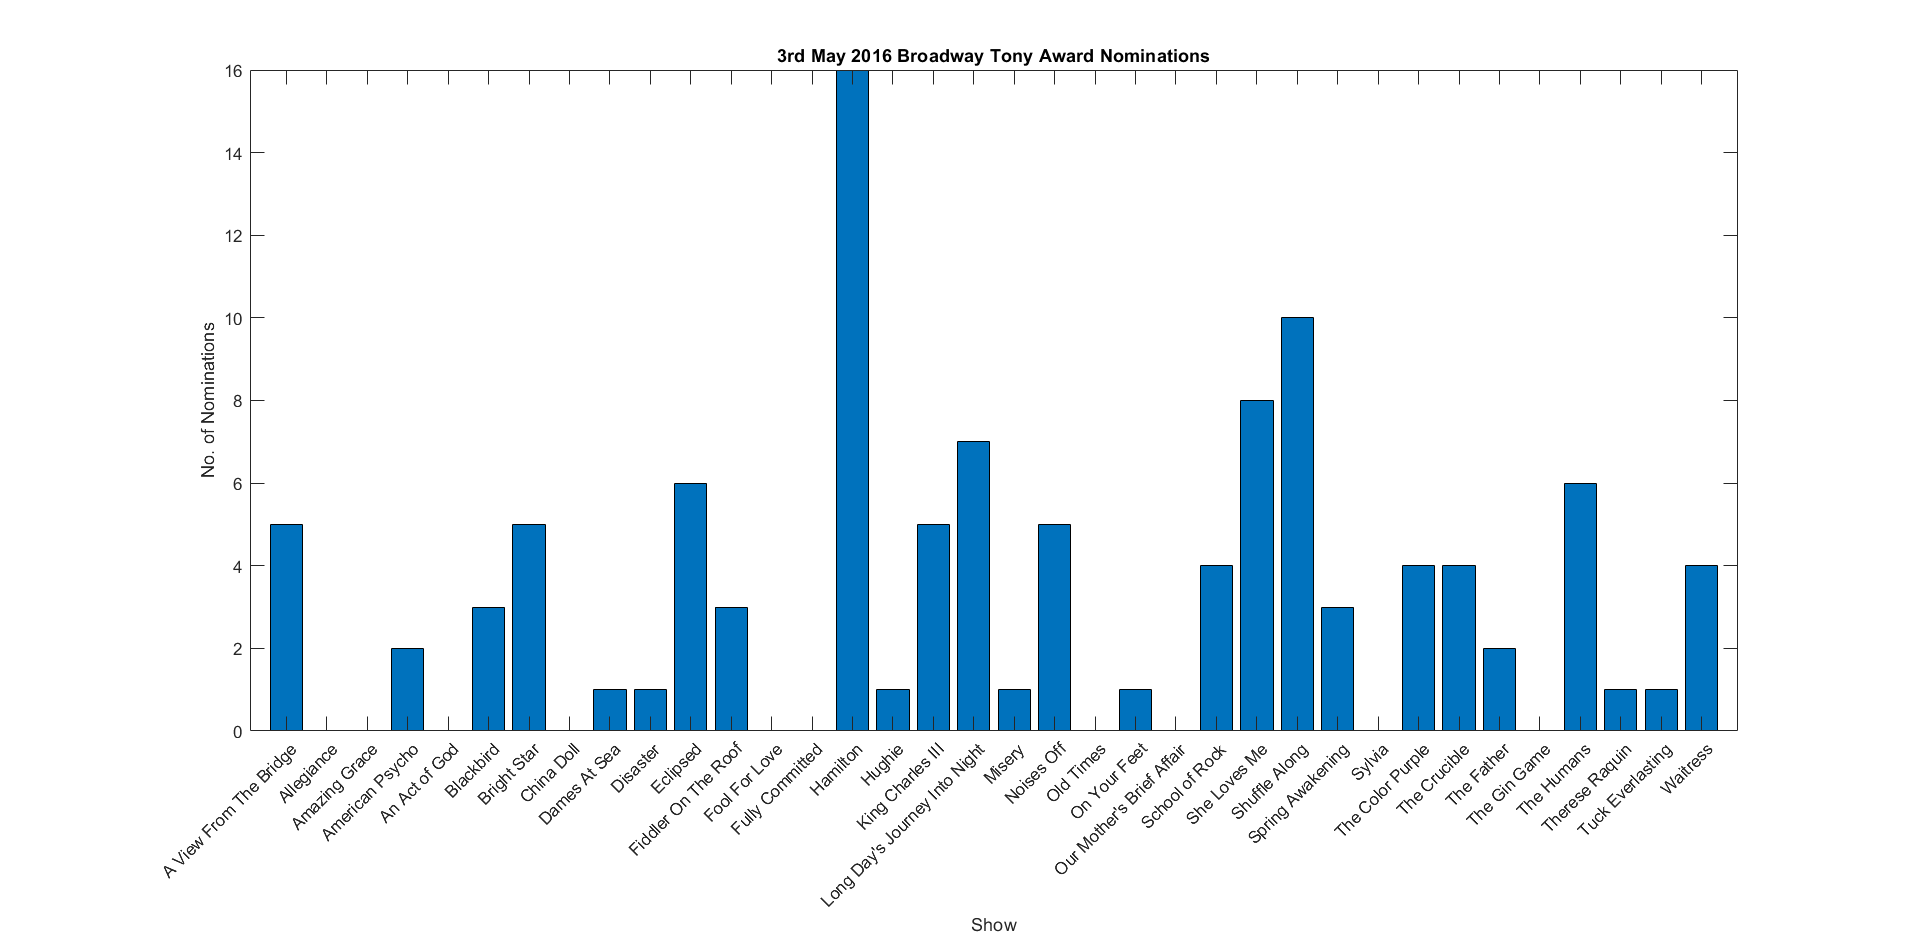 3rd May 2016 Broadway Tony Award Nominations
16
14
12
10
8
6
4
2
0
No. of Nominations
A View From The Bridge
Allegiance
Amazing Grace
American Psycho
An Act of God
Blackbird
Bright Star
China Doll
Dames At Sea
Disaster
Eclipsed
Fiddler On The Roof
Fool For Love
Fully Committed
Hamilton
Hughie
King Charles III
Long Day's Journey Into Night
Misery
Noises Off
Old Times
On Your Feet
Our Mother's Brief Affair
School of Rock
She Loves Me
Shuffle Along
Spring Awakening
Sylvia
The Color Purple
The Crucible
The Father
The Gin Game
The Humans
Therese Raquin
Tuck Everlasting
Waitress
Show